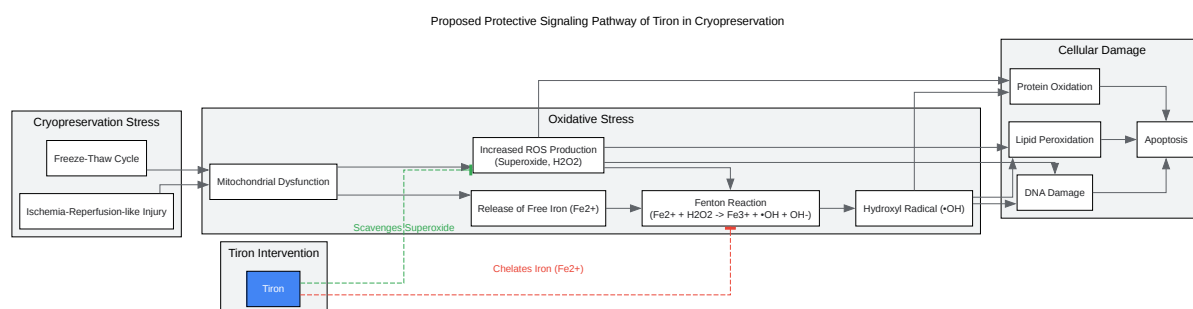 Proposed Protective Signaling Pathway of Tiron in Cryopreservation
Cryopreservation Stress
Freeze-Thaw Cycle
Ischemia-Reperfusion-like Injury
Oxidative Stress
Mitochondrial Dysfunction
Increased ROS Production
(Superoxide, H2O2)
Release of Free Iron (Fe2+)
Fenton Reaction
(Fe2+ + H2O2 -> Fe3+ + •OH + OH-)
Hydroxyl Radical (•OH)
Cellular Damage
Protein Oxidation
Lipid Peroxidation
Apoptosis
DNA Damage
Scavenges Superoxide
Tiron Intervention
Tiron
Chelates Iron (Fe2+)